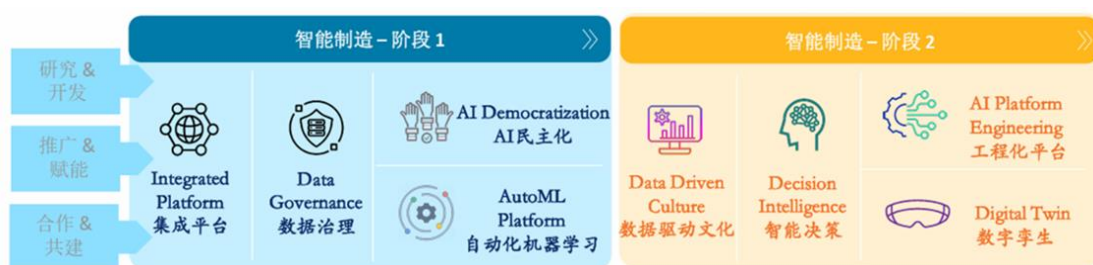 智能制造 – 阶段 1
智能制造 – 阶段 2
研究 &
开发
推广 &
赋能
合作 &
共建
Integrated
Platform
集成平台
Data
Governance
数据治理
AI Democratization
AI民主化
AutoML
Platform
自动化机器学习
Data Driven
Culture
数据驱动文化
Decision
Intelligence
智能决策
AI Platform
Engineering
工程化平台
Digital Twin
数字孪生